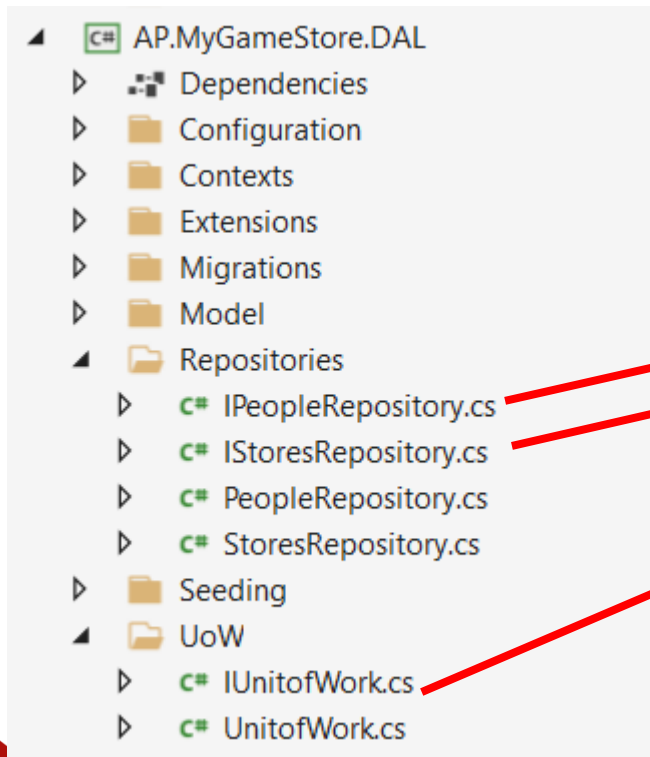 C# AP.MyGameStore.DAL
Dependencies
Configuration
Contexts
Extensions
Migrations
Model
Repositories
C# IPeopleRepository.cs
C# IStoresRepository.cs
C# PeopleRepository.cs
C# StoresRepository.cs
Seeding
UoW
C# IUnitofWork.cs
C# UnitofWork.cs